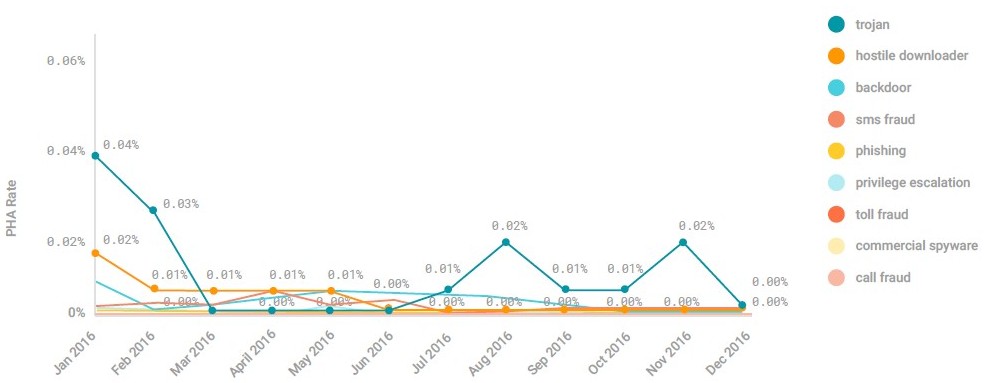 trojan
hostile downloader
backdoor
sms fraud
phishing
privilege escalation
toll fraud
commercial spyware
call fraud
PHA Rate
0.06%
0.04%
0.02%
0%
0.04%
0.03%
0.02%
0.01%
0.01%
0.01%
0.01%
0.00%
0.01%
0.02%
0.01%
0.01%
0.02%
0.00%
0.00%
0.00%
0.00%
0.00%
0.00%
0.00%
0.00%
0.00%
0.00%
Jan 2016
Feb 2016
Mar 2016
April 2016
May 2016
Jun 2016
Jul 2016
Aug 2016
Sep 2016
Oct 2016
Nov 2016
Dec 2016